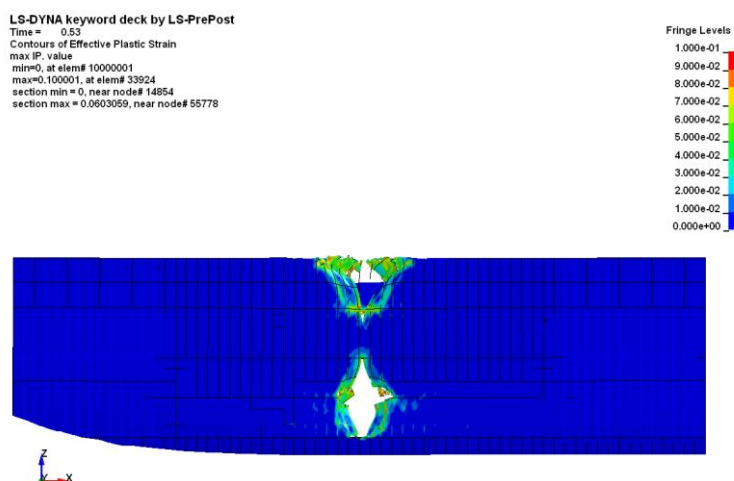 LS-DYNA keyword deck by LS-PrePost
Time = 0.53
Contours of Effective Plastic Strain
max IP. value
min=0, at elem# 10000001
max=0.100001, at elem# 33924
section min = 0, near node# 14854
section max = 0.0603059, near node# 55778
Fringe Levels
1.000e-01
9.000e-02
8.000e-02
7.000e-02
6.000e-02
5.000e-02
4.000e-02
3.000e-02
2.000e-02
1.000e-02
0.000e+00
Z
Y
X